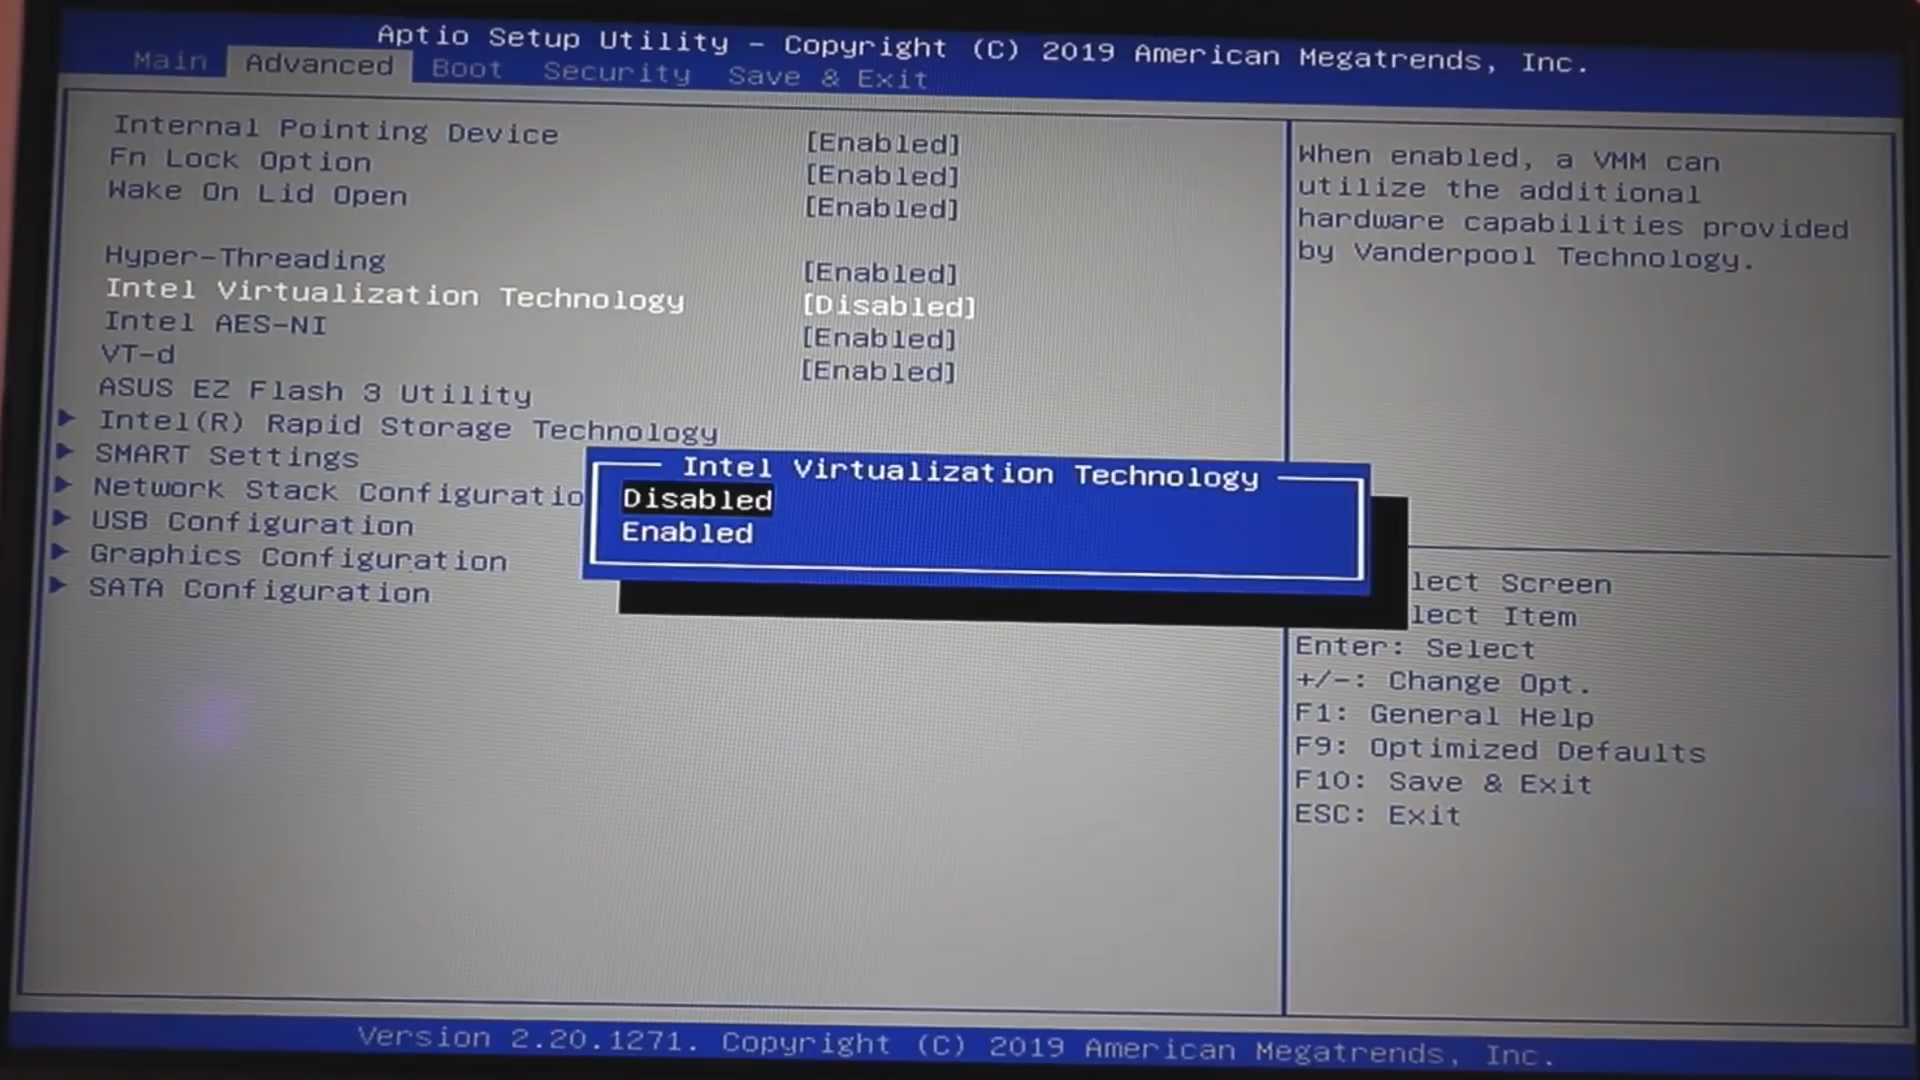 Aptio Setup Utility - Copyright (C) 2019 American Megatrends, Inc.
Main Advanced Boot Security Save & Exit
Internal Pointing Device [Enabled]
Fn Lock Option [Enabled]
Wake On Lid Open [Enabled]
Hyper-Threading [Enabled]
Intel Virtualization Technology [Disabled]
Intel AES-NI [Enabled]
VT-d [Enabled]
ASUS EZ Flash 3 Utility
Intel(R) Rapid Storage Technology
SMART Settings
Network Stack Configuratio
USB Configuration
Graphics Configuration
SATA Configuration
Intel Virtualization Technology
Disabled
Enabled
When enabled, a VMM can
utilize the additional
hardware capabilities provided
by Vanderpool Technology.
lect Screen
lect Item
Enter: Select
+/-: Change Opt.
F1: General Help
F9: Optimized Defaults
F10: Save & Exit
ESC: Exit
Version 2.20.1271. Copyright (C) 2019 American Megatrends, Inc.